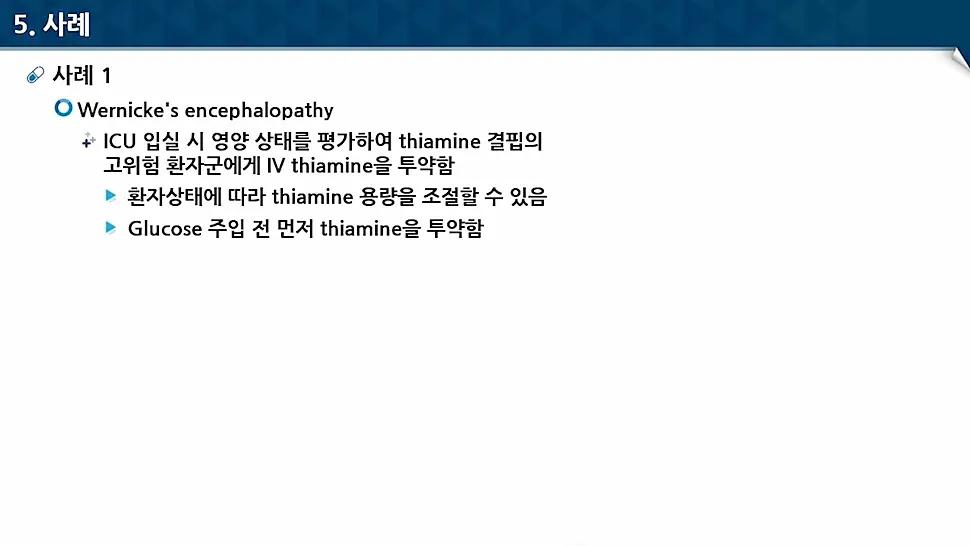 5. 사례
사례 1
Wernicke's encephalopathy
ICU 입실 시 영양 상태를 평가하여 thiamine 결핍의
고위험 환자군에게 IV thiamine을 투약함
환자상태에 따라 thiamine 용량을 조절할 수 있음
Glucose 주입 전 먼저 thiamine을 투약함